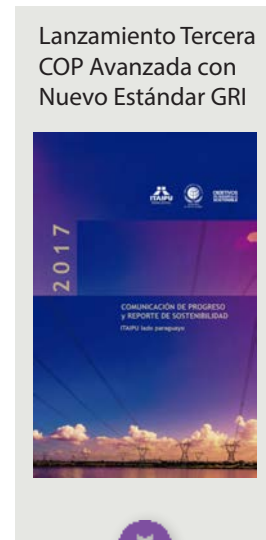 Lanzamiento Tercera
COP Avanzada con
Nuevo Estándar GRI
ITAIPU
2017
COMUNICACIÓN DE PROGRESO
y REPORTE DE SOSTENIBILIDAD
ITAIPU lado paraguayo